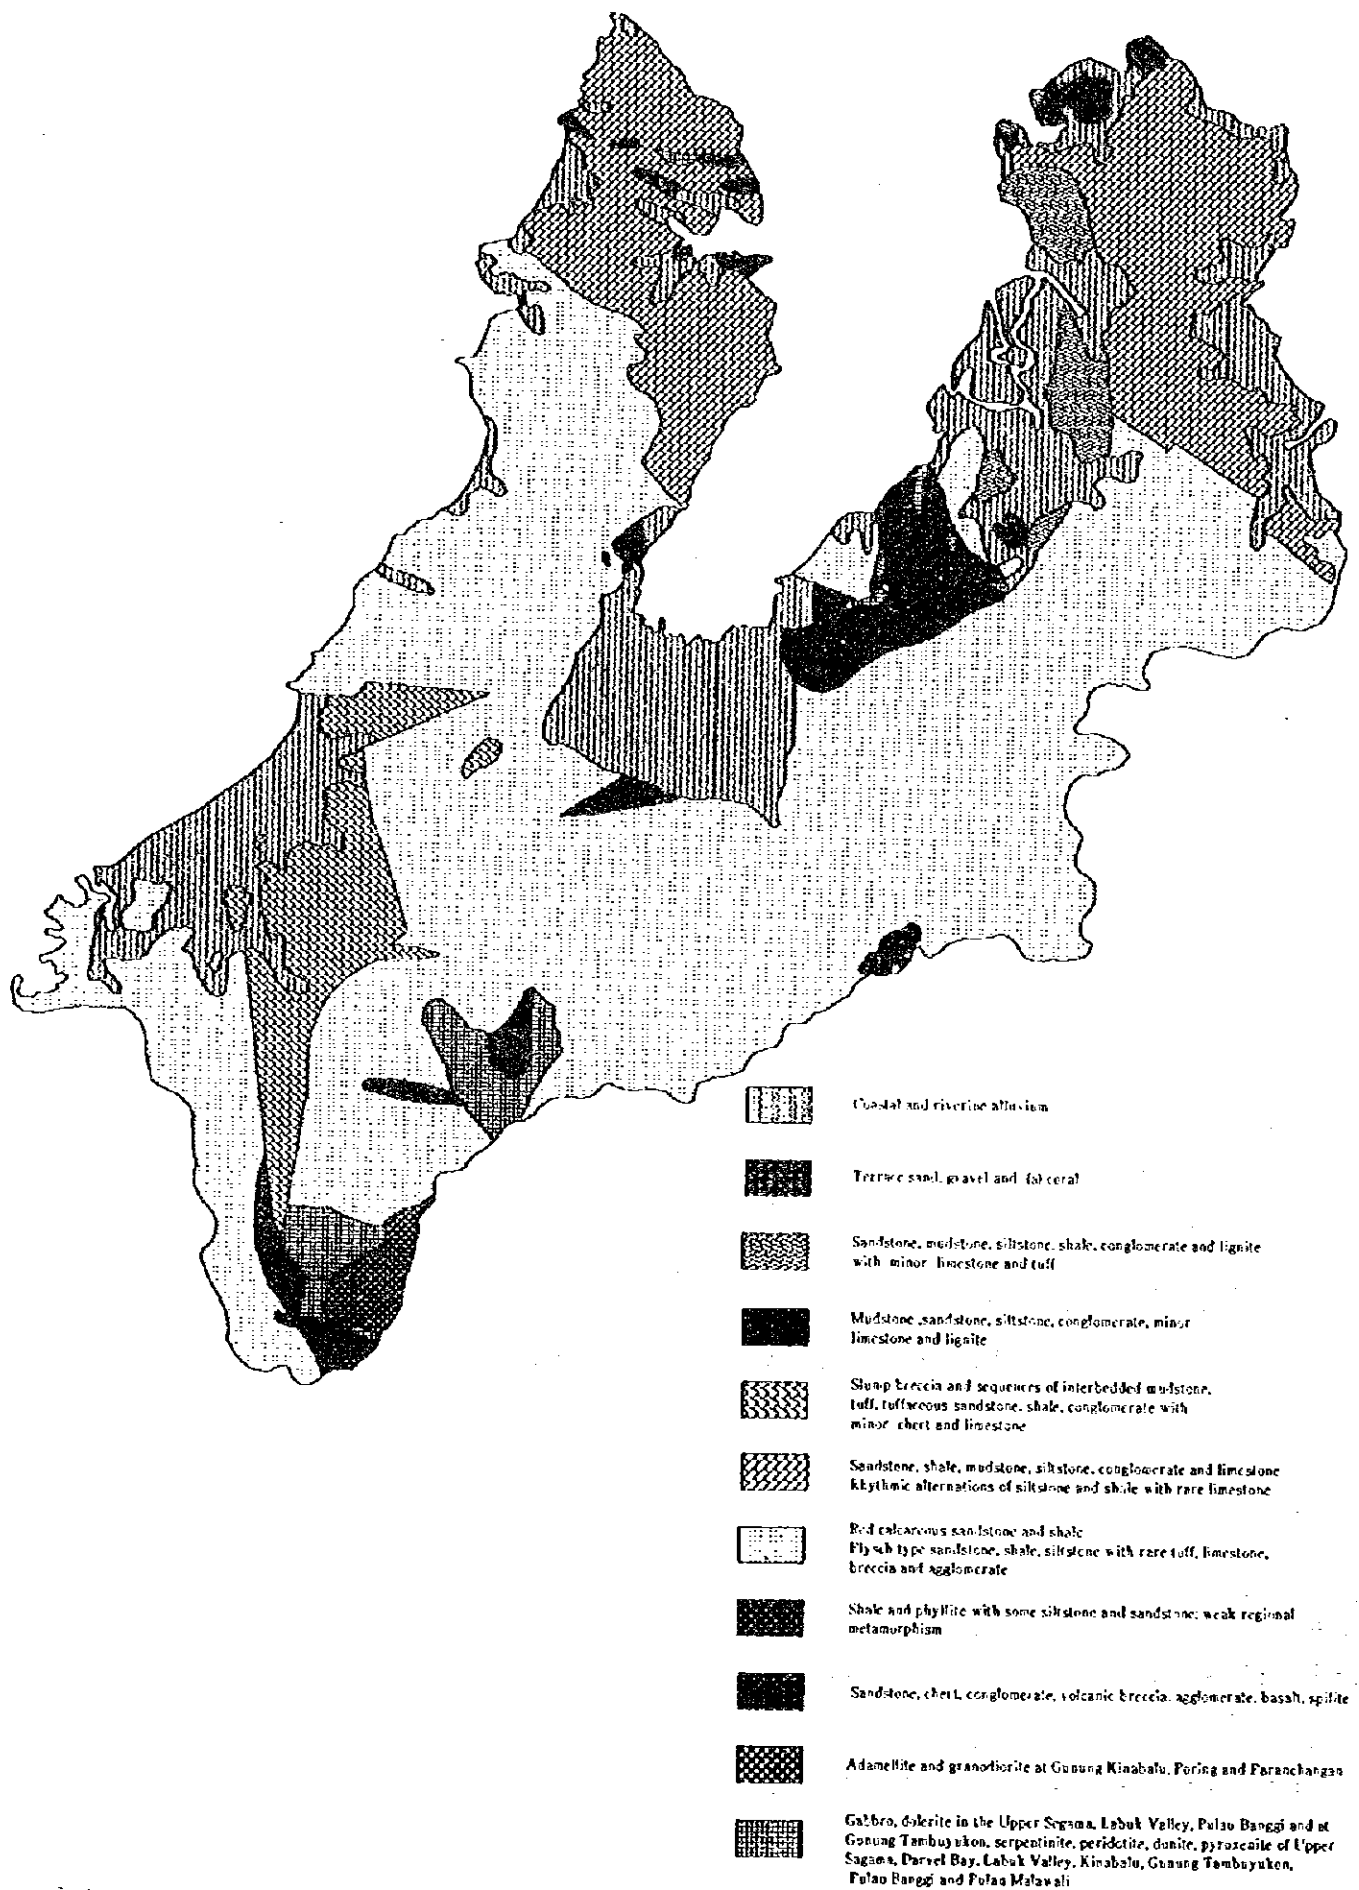 Coastal and riverine alluvium
Terrace sand, gravel and
Sandstone, mudstone, siltstone, shale, conglomerate and lignite
with minor limestone and tuff
Mudstone ,sandstone, siltstone, conglomerate, minor
limestone and lignite
Slump breccia and sequences of interbedded mudstone,
tuff, tuffaceous sandstone, shale, conglomerate with
minor chert and limestone
Sandstone, shale, mudstone, siltstone, conglomerate and limestone
Rhythmic alternations of siltstone and shale with rare limestone
Red calcareous sandstone and shale
Flysch type sandstone, shale, siltstone with rare tuff, limestone,
breccia and agglomerate
Shale and phyllite with some siltstone and sandstone; weak regional
metamorphism
Sandstone, chert, conglomerate, volcanic breccia, agglomerate, basalt, spilite
Adamellite and granodiorite at Gunung Kinabalu, Poring and Paranchangan
Gabbro, dolerite in the Upper Segama, Labuk Valley, Pulau Banggi and at
Gunung Tambuyukon, serpentinite, peridotite, dunite, pyroxenite of Upper
Sagama, Darvel Bay, Labuk Valley, Kinabalu, Gunung Tambuyukon,
Pulau Banggi and Pulau Malawali